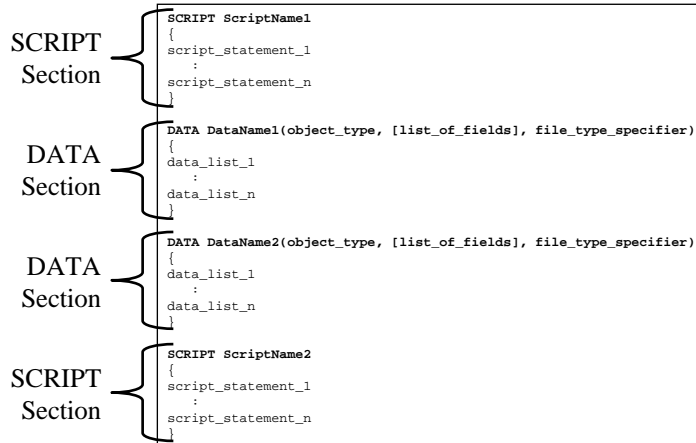 SCRIPT
Section
SCRIPT ScriptName1
{
script_statement_1
:
script_statement_n
}
DATA
Section
DATA DataName1(object_type, [list_of_fields], file_type_specifier)
{
data_list_1
:
data_list_n
}
DATA
Section
DATA DataName2(object_type, [list_of_fields], file_type_specifier)
{
data_list_1
:
data_list_n
}
SCRIPT
Section
SCRIPT ScriptName2
{
script_statement_1
:
script_statement_n
}